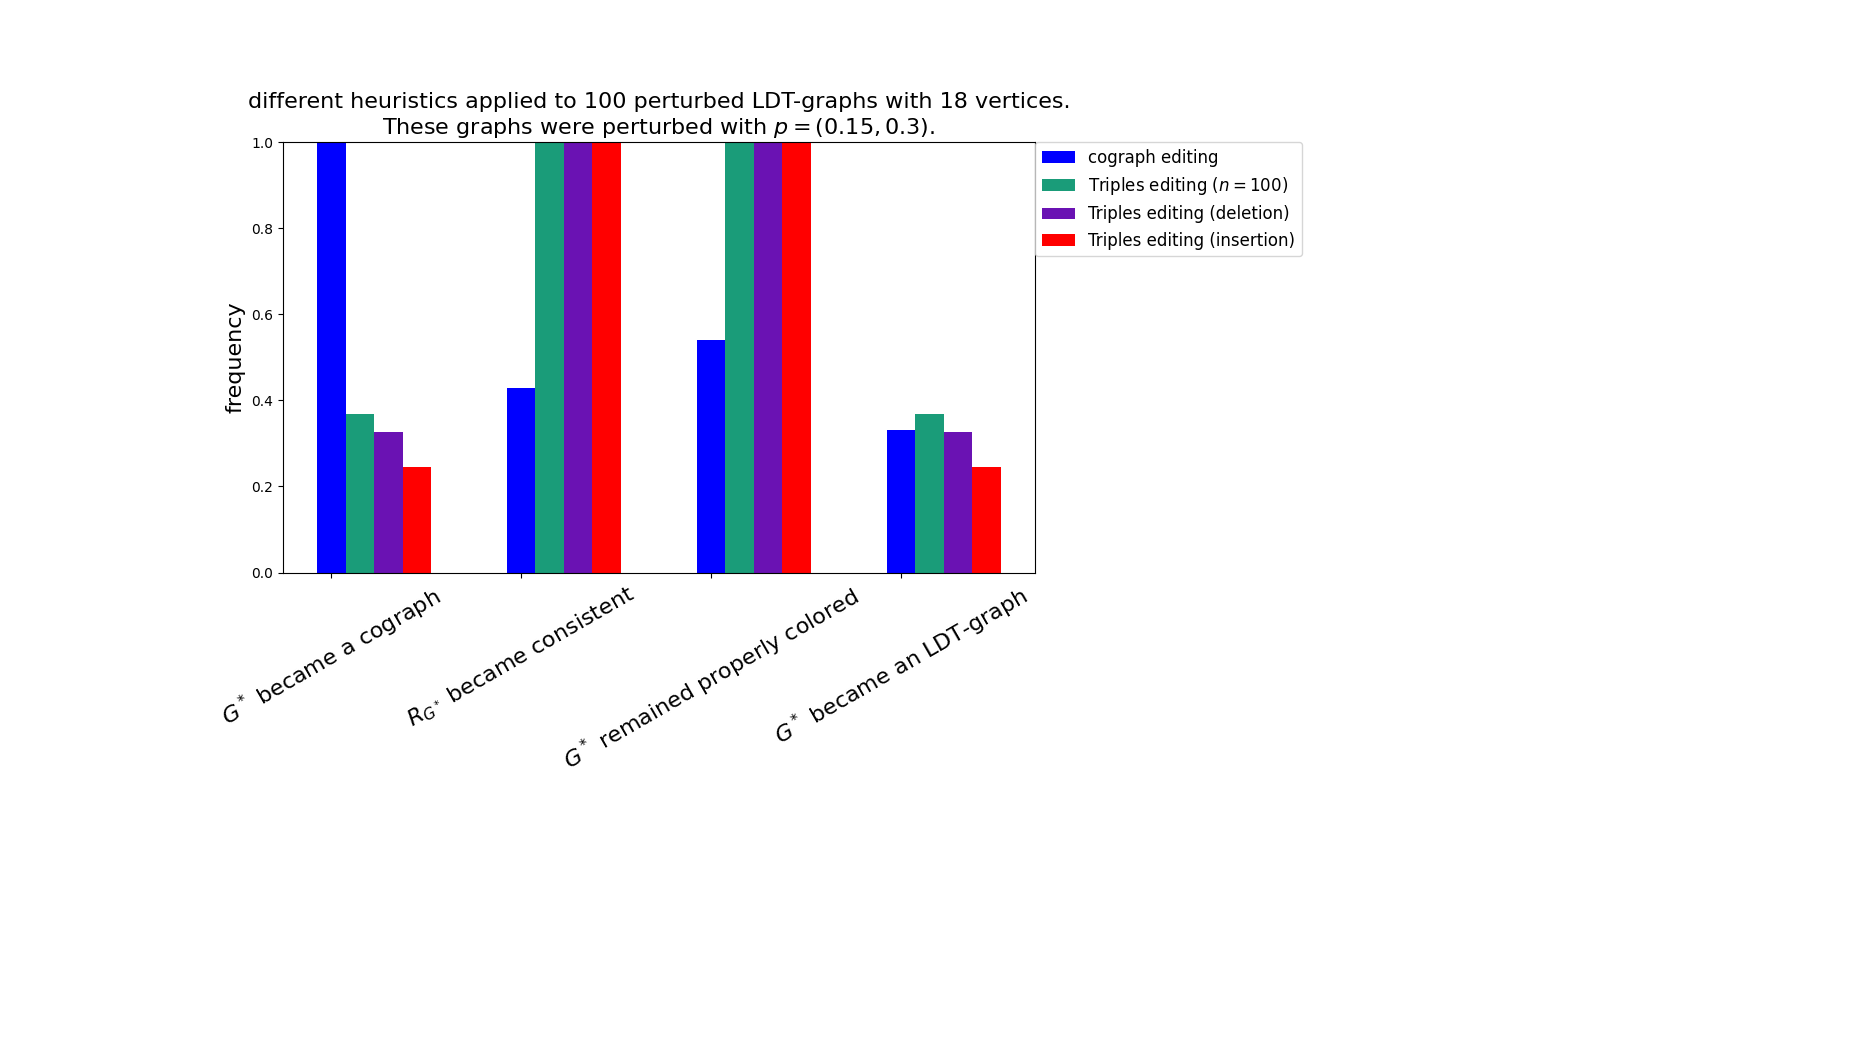 different heuristics applied to 100 perturbed LDT-graphs with 18 vertices.
These graphs were perturbed with p = (0.15, 0.3).
1.0
0.8
0.6
0.4
0.2
0.0
frequency
cograph editing
Triples editing (n = 100)
Triples editing (deletion)
Triples editing (insertion)
G* became a cograph
R_{G*} became consistent
G* remained properly colored
G* became an LDT-graph